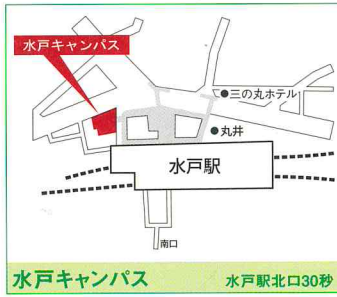 水戸キャンパス
●三の丸ホテル
●丸井
水戸駅
南口
水戸キャンパス 水戸駅北口30秒